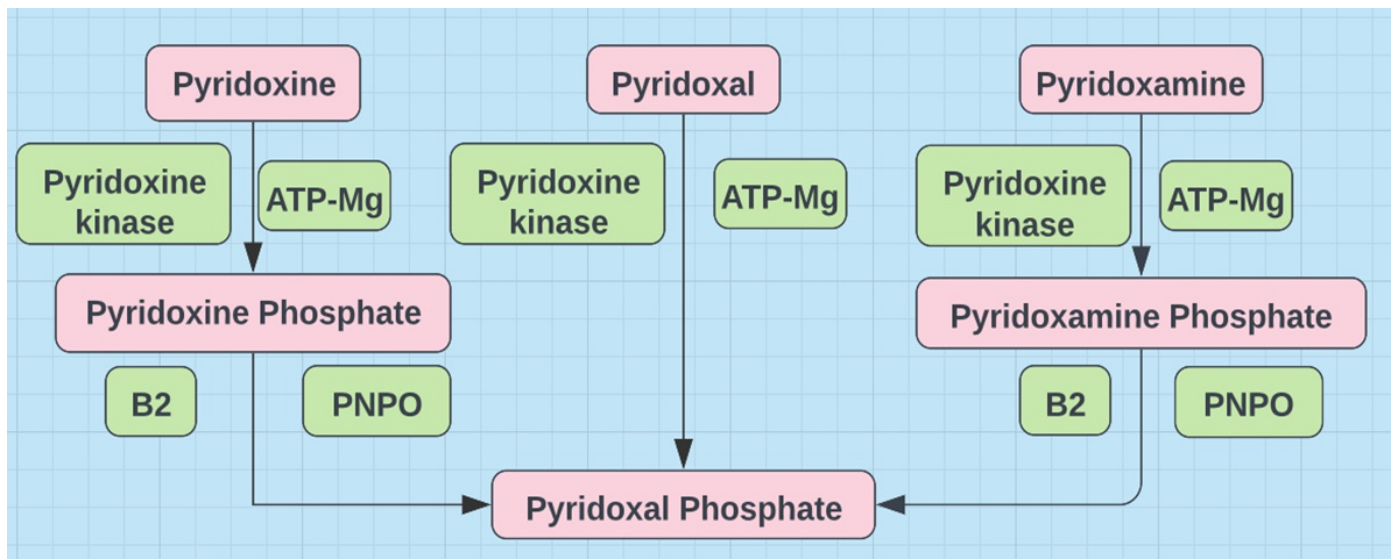 Pyridoxine
Pyridoxal
Pyridoxamine
Pyridoxine
kinase
ATP-Mg
Pyridoxine
kinase
ATP-Mg
Pyridoxine
kinase
ATP-Mg
Pyridoxine Phosphate
Pyridoxamine Phosphate
B2
PNPO
B2
PNPO
Pyridoxal Phosphate